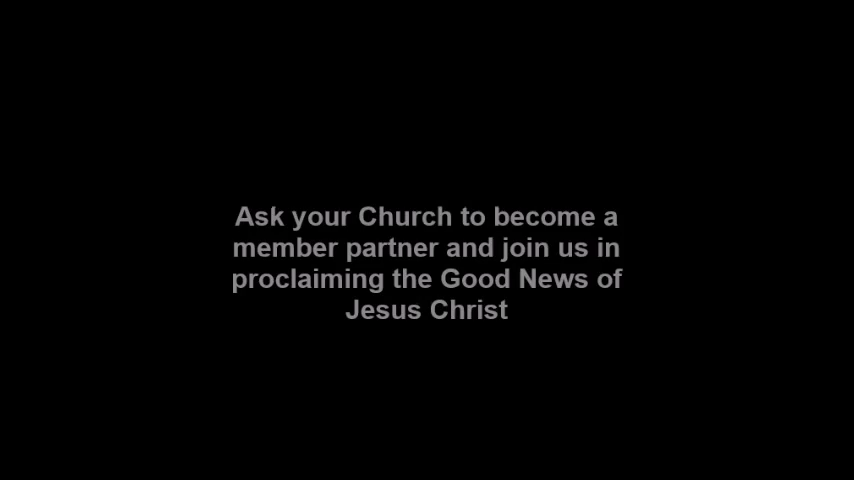 Ask your Church to become a
member partner and join us in
proclaiming the Good News of
Jesus Christ